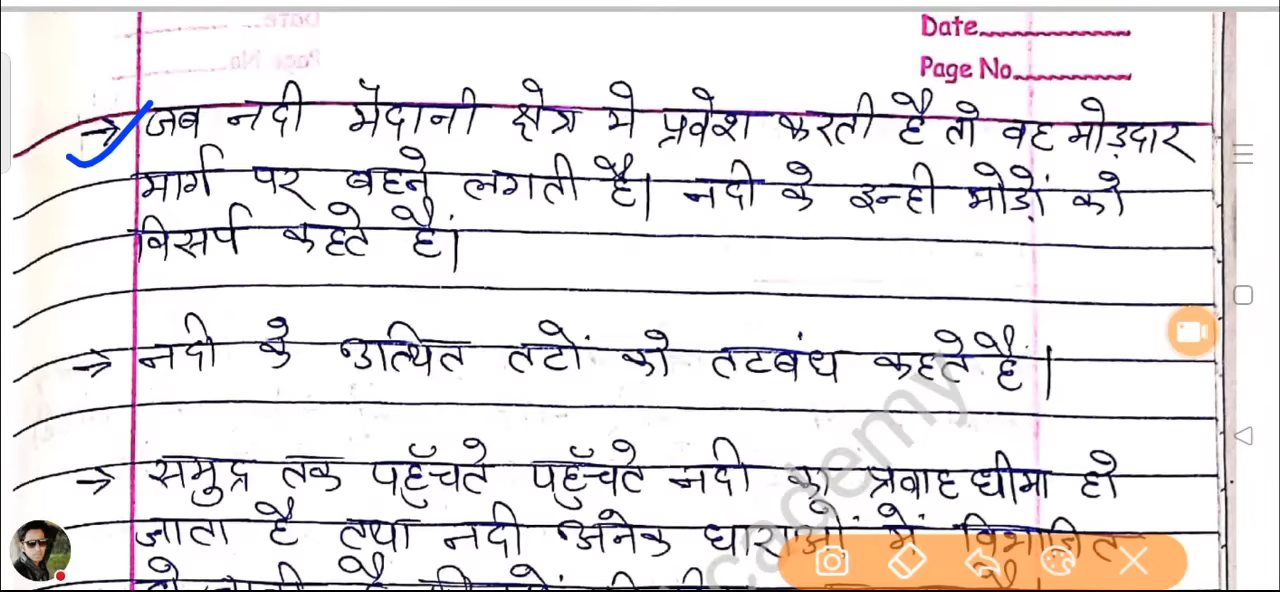 Date
Page No.
→ जब नदी मैदानी क्षेत्र मे प्रवेश करती है तो वह मोड़दार
मार्ग पर बहने लगती है। नदी के इन्ही मोड़ों को
विसर्प कहते हैं।
→ नदी के उत्थित तटों को तटबंध कहते हैं।
→ समुद्र तक पहुँचते पहुँचते नदी का प्रवाह धीमा हो
जाता है तथा नदी अनेक धाराओं में विभाजित
cademy